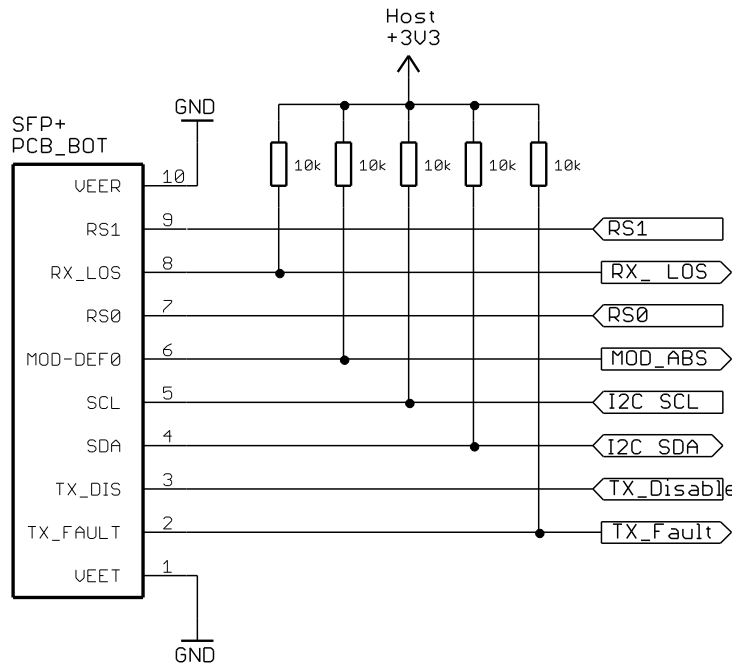 Host
+3V3
GND
SFP+
PCB_BOT
10k 10k 10k 10k 10k
VEER 10
RS1 9 RS1
RX_LOS 8 RX_ LOS
RS0 7 RS0
MOD-DEF0 6 MOD_ABS
SCL 5 I2C SCL
SDA 4 I2C SDA
TX_DIS 3 TX_Disable
TX_FAULT 2 TX_Fault
VEET 1
GND